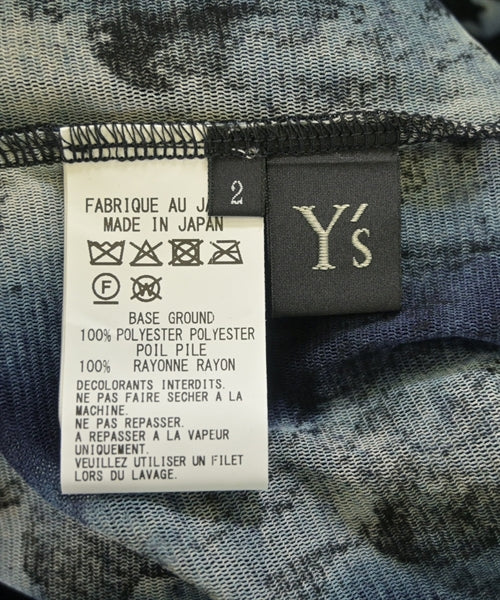 2
Y's
FABRIQUE AU
MADE IN JAPAN
F W
BASE GROUND
100% POLYESTER POLYESTER
POIL PILE
100% RAYONNE RAYON
DECOLORANTS INTERDITS.
NE PAS FAIRE SECHER A LA
MACHINE.
NE PAS REPASSER.
A REPASSER A LA VAPEUR
UNIQUEMENT.
VEUILLEZ UTILISER UN FILET
LORS DU LAVAGE.